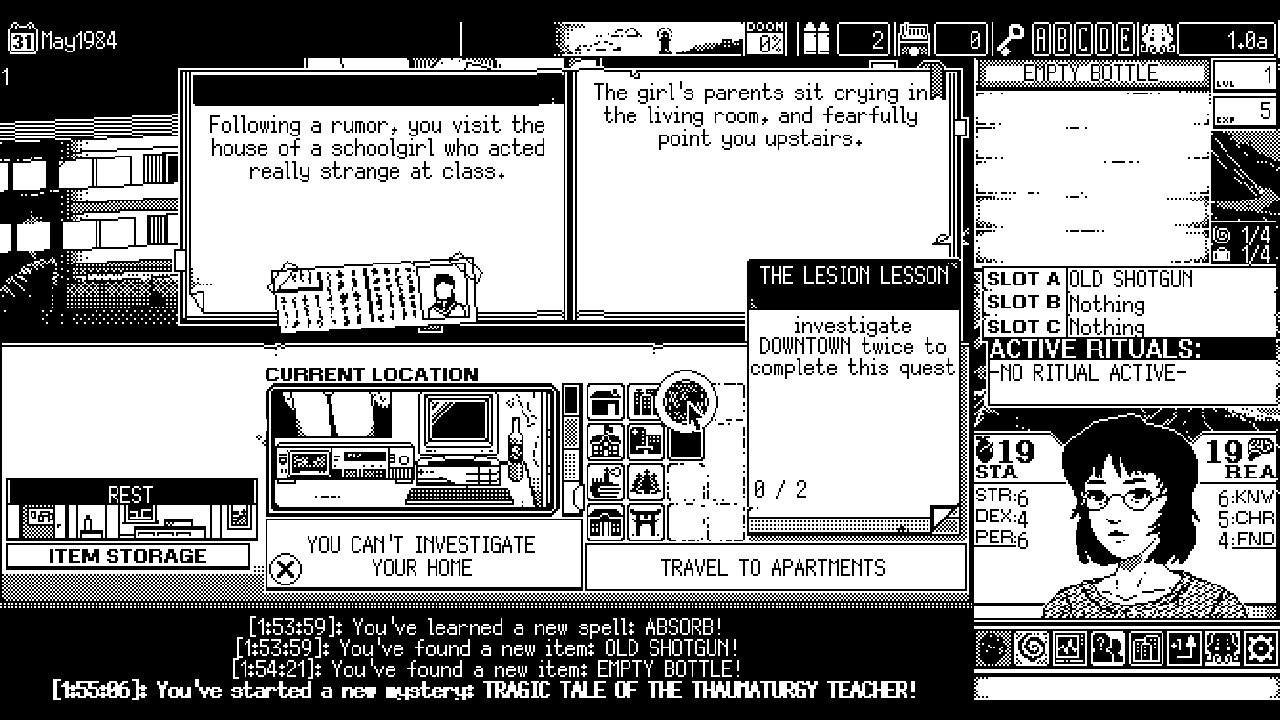 31 May1984
DOOM
0%
2
0
A B C D E
1.0a
1
EMPTY BOTTLE
1
LVL
5
EXP
Following a rumor, you visit the
house of a schoolgirl who acted
really strange at class.
The girl's parents sit crying in
the living room, and fearfully
point you upstairs.
1/4
1/4
THE LESION LESSON
investigate
DOWNTOWN twice to
complete this quest
0 / 2
SLOT A OLD SHOTGUN
SLOT B Nothing
SLOT C Nothing
ACTIVE RITUALS:
-NO RITUAL ACTIVE-
CURRENT LOCATION
REST
ITEM STORAGE
YOU CAN'T INVESTIGATE
YOUR HOME
TRAVEL TO APARTMENTS
19
STA
19
REA
STR:6
DEX:4
PER:6
6:KNW
5:CHR
4:FND
[1:53:59]: You've learned a new spell: ABSORB!
[1:53:59]: You've found a new item: OLD SHOTGUN!
[1:54:21]: You've found a new item: EMPTY BOTTLE!
[1:55:06]: You've started a new mystery: TRAGIC TALE OF THE THAUMATURGY TEACHER!